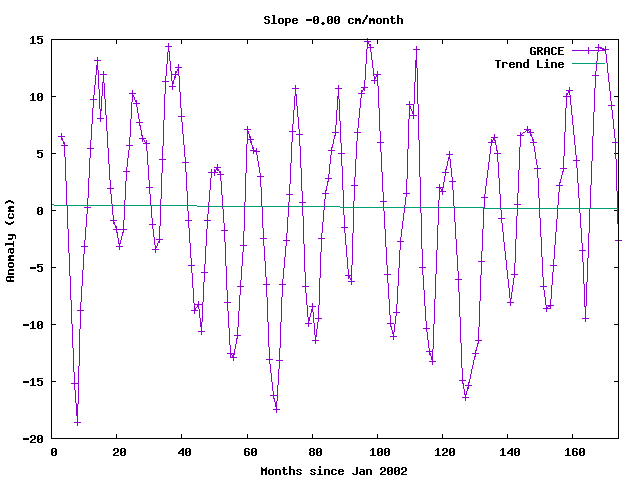 Slope -0.00 cm/month
GRACE
Trend Line
15
10
5
0
-5
-10
-15
-20
Anomaly (cm)
0 20 40 60 80 100 120 140 160
Months since Jan 2002